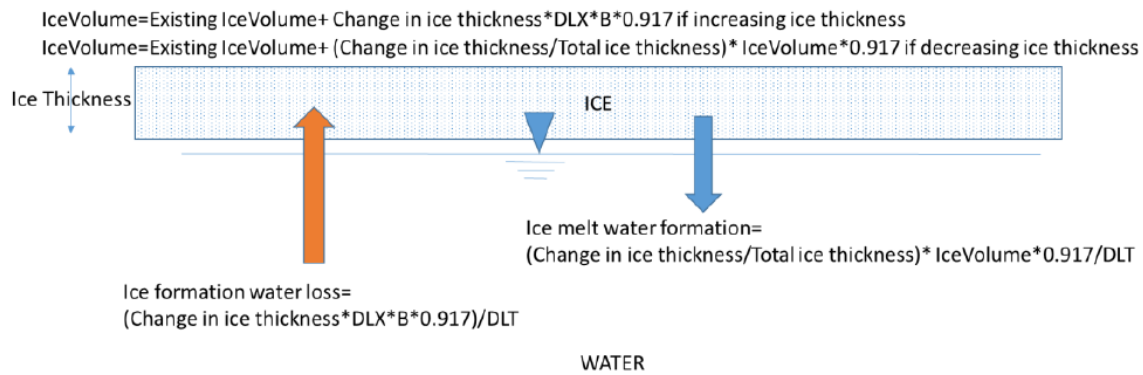 IceVolume=Existing IceVolume+ Change in ice thickness*DLX*B*0.917 if increasing ice thickness
IceVolume=Existing IceVolume+ (Change in ice thickness/Total ice thickness)* IceVolume*0.917 if decreasing ice thickness
Ice Thickness
ICE
Ice melt water formation=
(Change in ice thickness/Total ice thickness)* IceVolume*0.917/DLT
Ice formation water loss=
(Change in ice thickness*DLX*B*0.917)/DLT
WATER